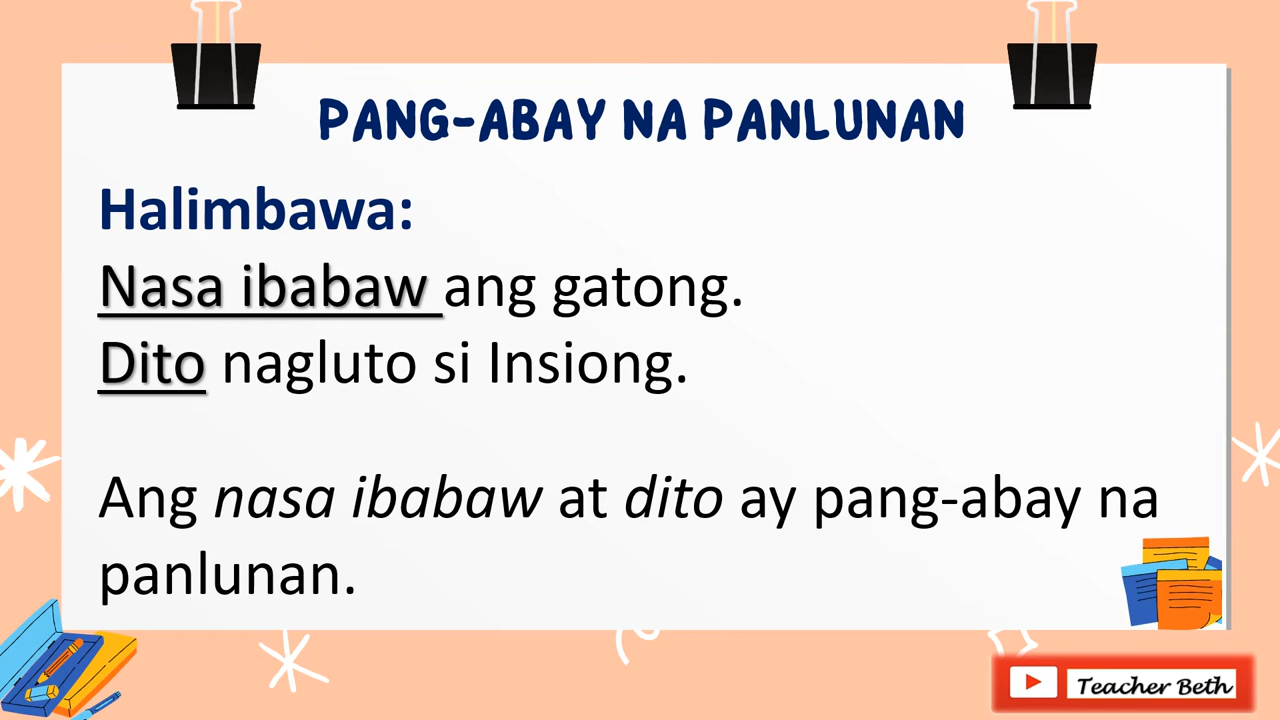 PANG-ABAY NA PANLUNAN
Halimbawa:
Nasa ibabaw ang gatong.
Dito nagluto si Insiong.
Ang nasa ibabaw at dito ay pang-abay na
panlunan.
Teacher Beth